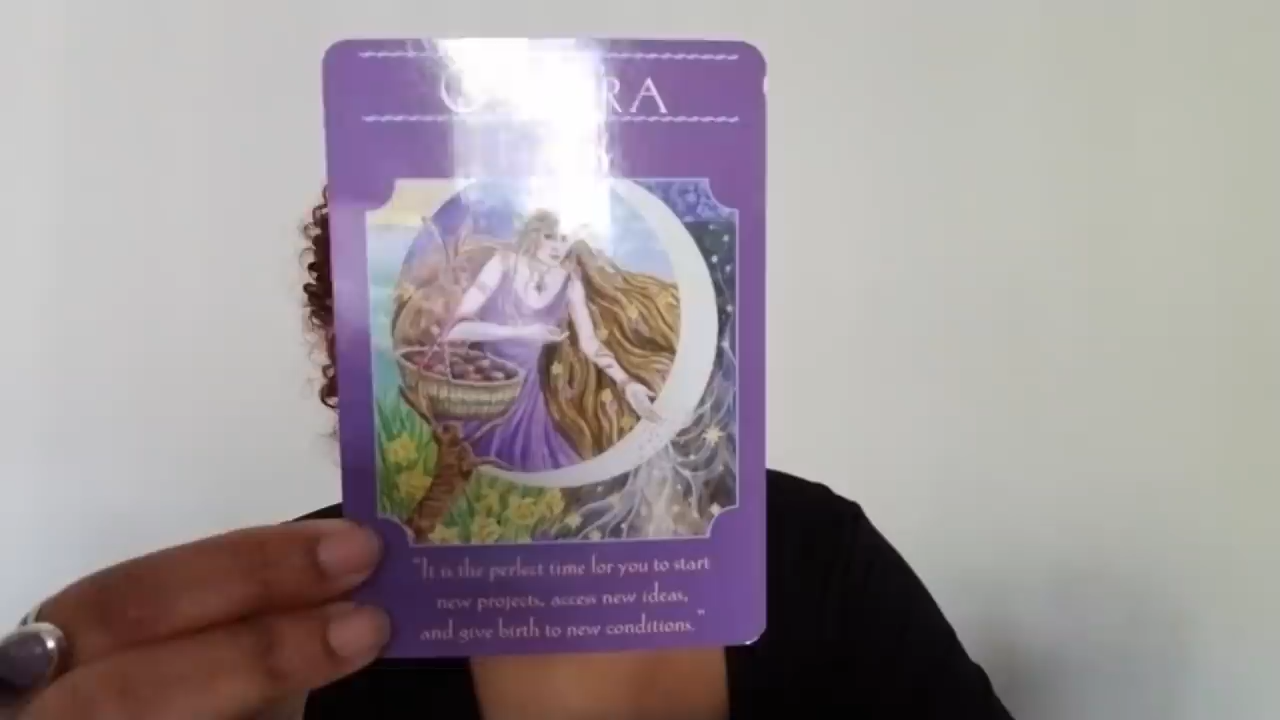 "It is the perfect time for you to start
new projects, access new ideas,
and give birth to new conditions."